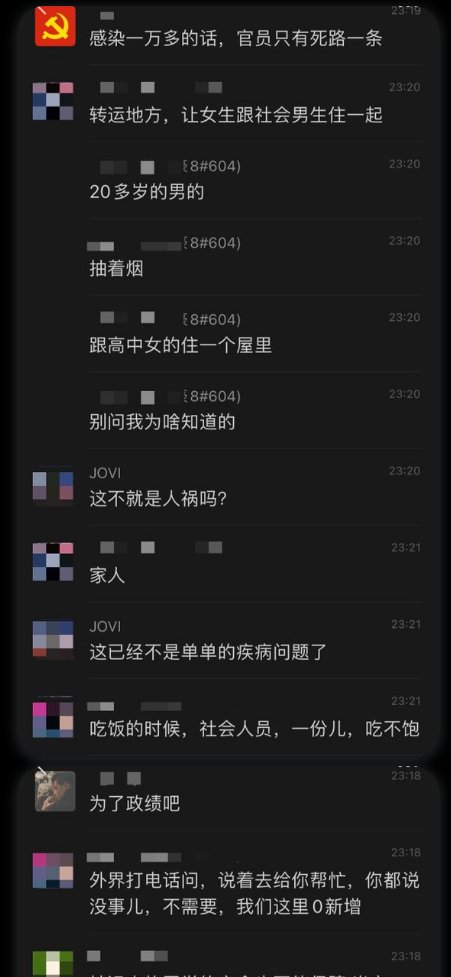 23:19
感染一万多的话，官员只有死路一条
23:20
转运地方，让女生跟社会男生住一起
8#604)
23:20
20多岁的男的
8#604)
23:20
抽着烟
8#604)
23:20
跟高中女的住一个屋里
8#604)
23:20
别问我为啥知道的
JOVI
23:20
这不就是人祸吗?
23:21
家人
JOVI
23:21
这已经不是单单的疾病问题了
23:21
吃饭的时候，社会人员，一份儿，吃不饱
23:18
为了政绩吧
23:18
外界打电话问，说着去给你帮忙，你都说
没事儿，不需要，我们这里0新增
23:18